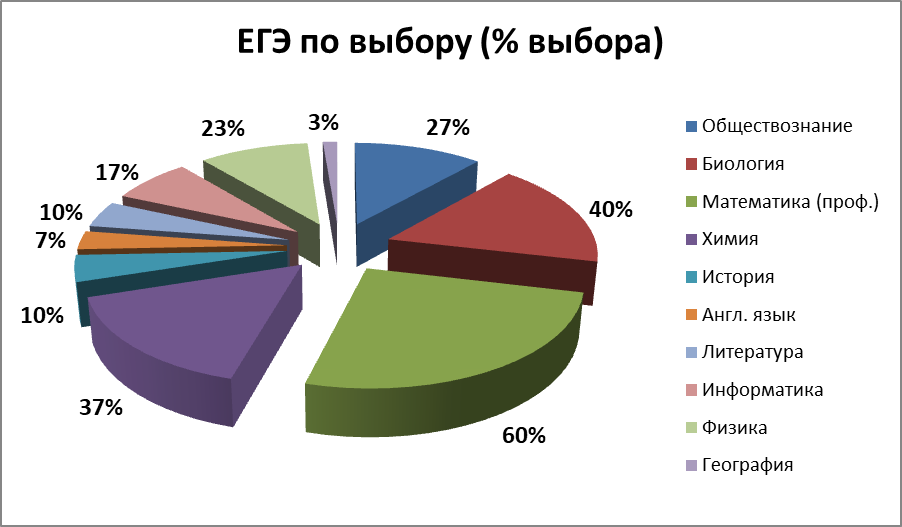 ЕГЭ по выбору (% выбора)
27%
40%
60%
37%
10%
7%
10%
17%
23%
3%
Обществознание
Биология
Математика (проф.)
Химия
История
Англ. язык
Литература
Информатика
Физика
География